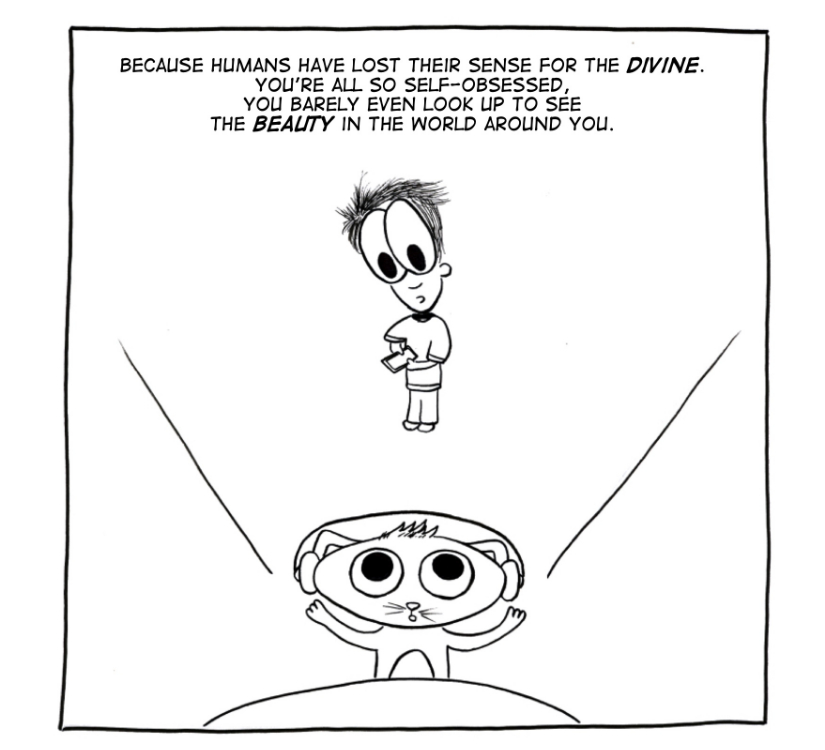 BECAUSE HUMANS HAVE LOST THEIR SENSE FOR THE DIVINE.
YOU'RE ALL SO SELF-OBSESSED,
YOU BARELY EVEN LOOK UP TO SEE
THE BEAUTY IN THE WORLD AROUND YOU.